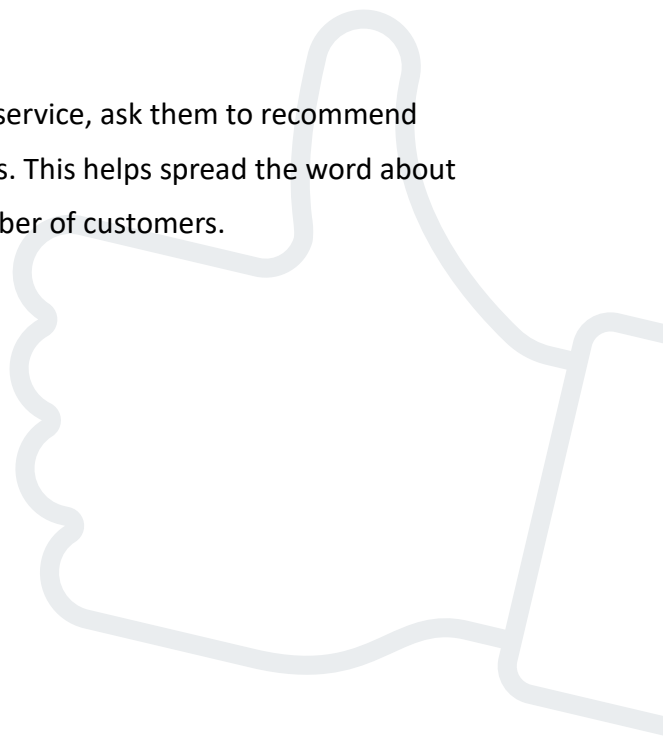 service, ask them to recommend
s. This helps spread the word about
ber of customers.